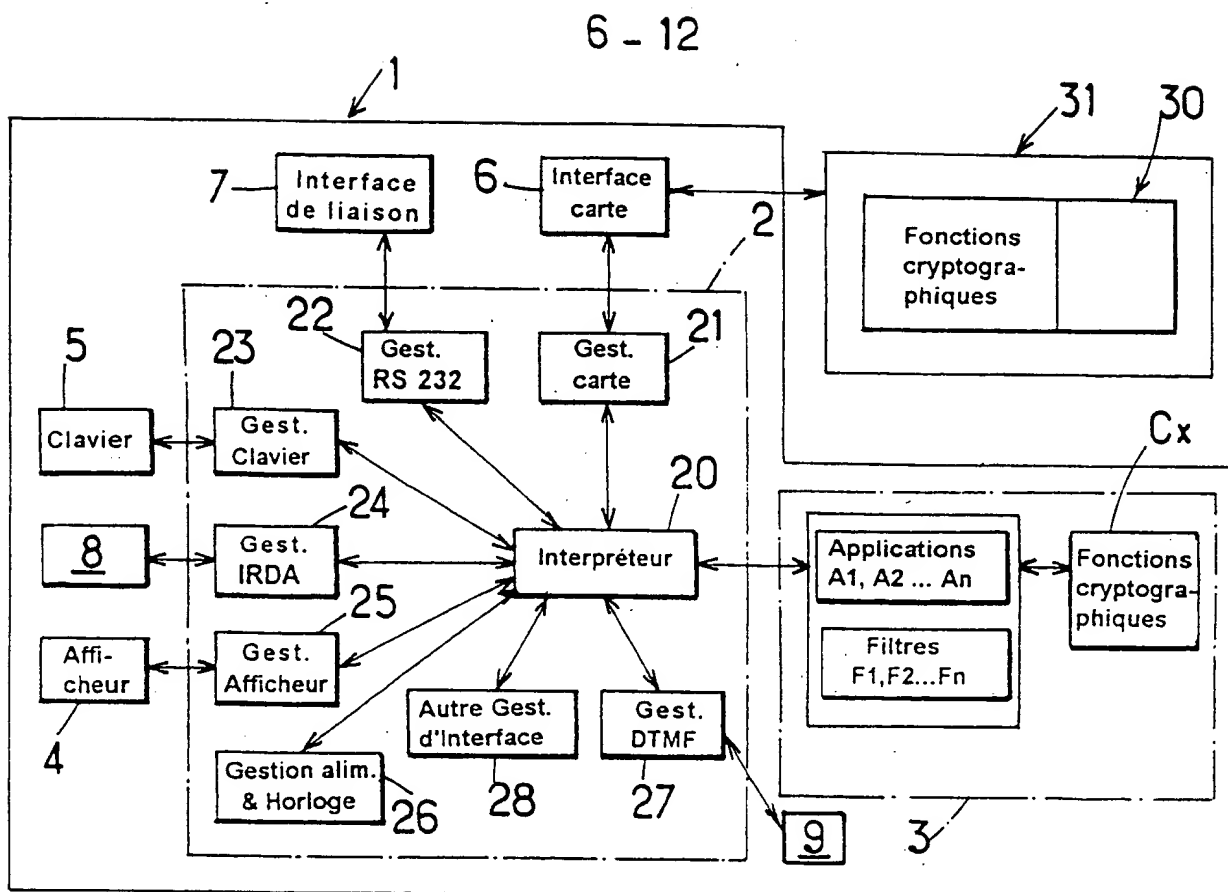 6 - 12
1
31
30
7
Interface
de liaison
6
Interface
carte
2
Fonctions
cryptogra-
phiques
22
Gest.
RS 232
Gest.
carte
21
5
Clavier
23
Gest.
Clavier
Cx
20
Interpréteur
24
8
Gest.
IRDA
Applications
A1, A2 ... An
Fonctions
cryptogra-
phiques
Filtres
F1,F2...Fn
25
Affi-
cheur
4
Gest.
Afficheur
Autre Gest.
d'Interface
28
Gest.
DTMF
27
Gestion alim.
& Horloge
26
9
3